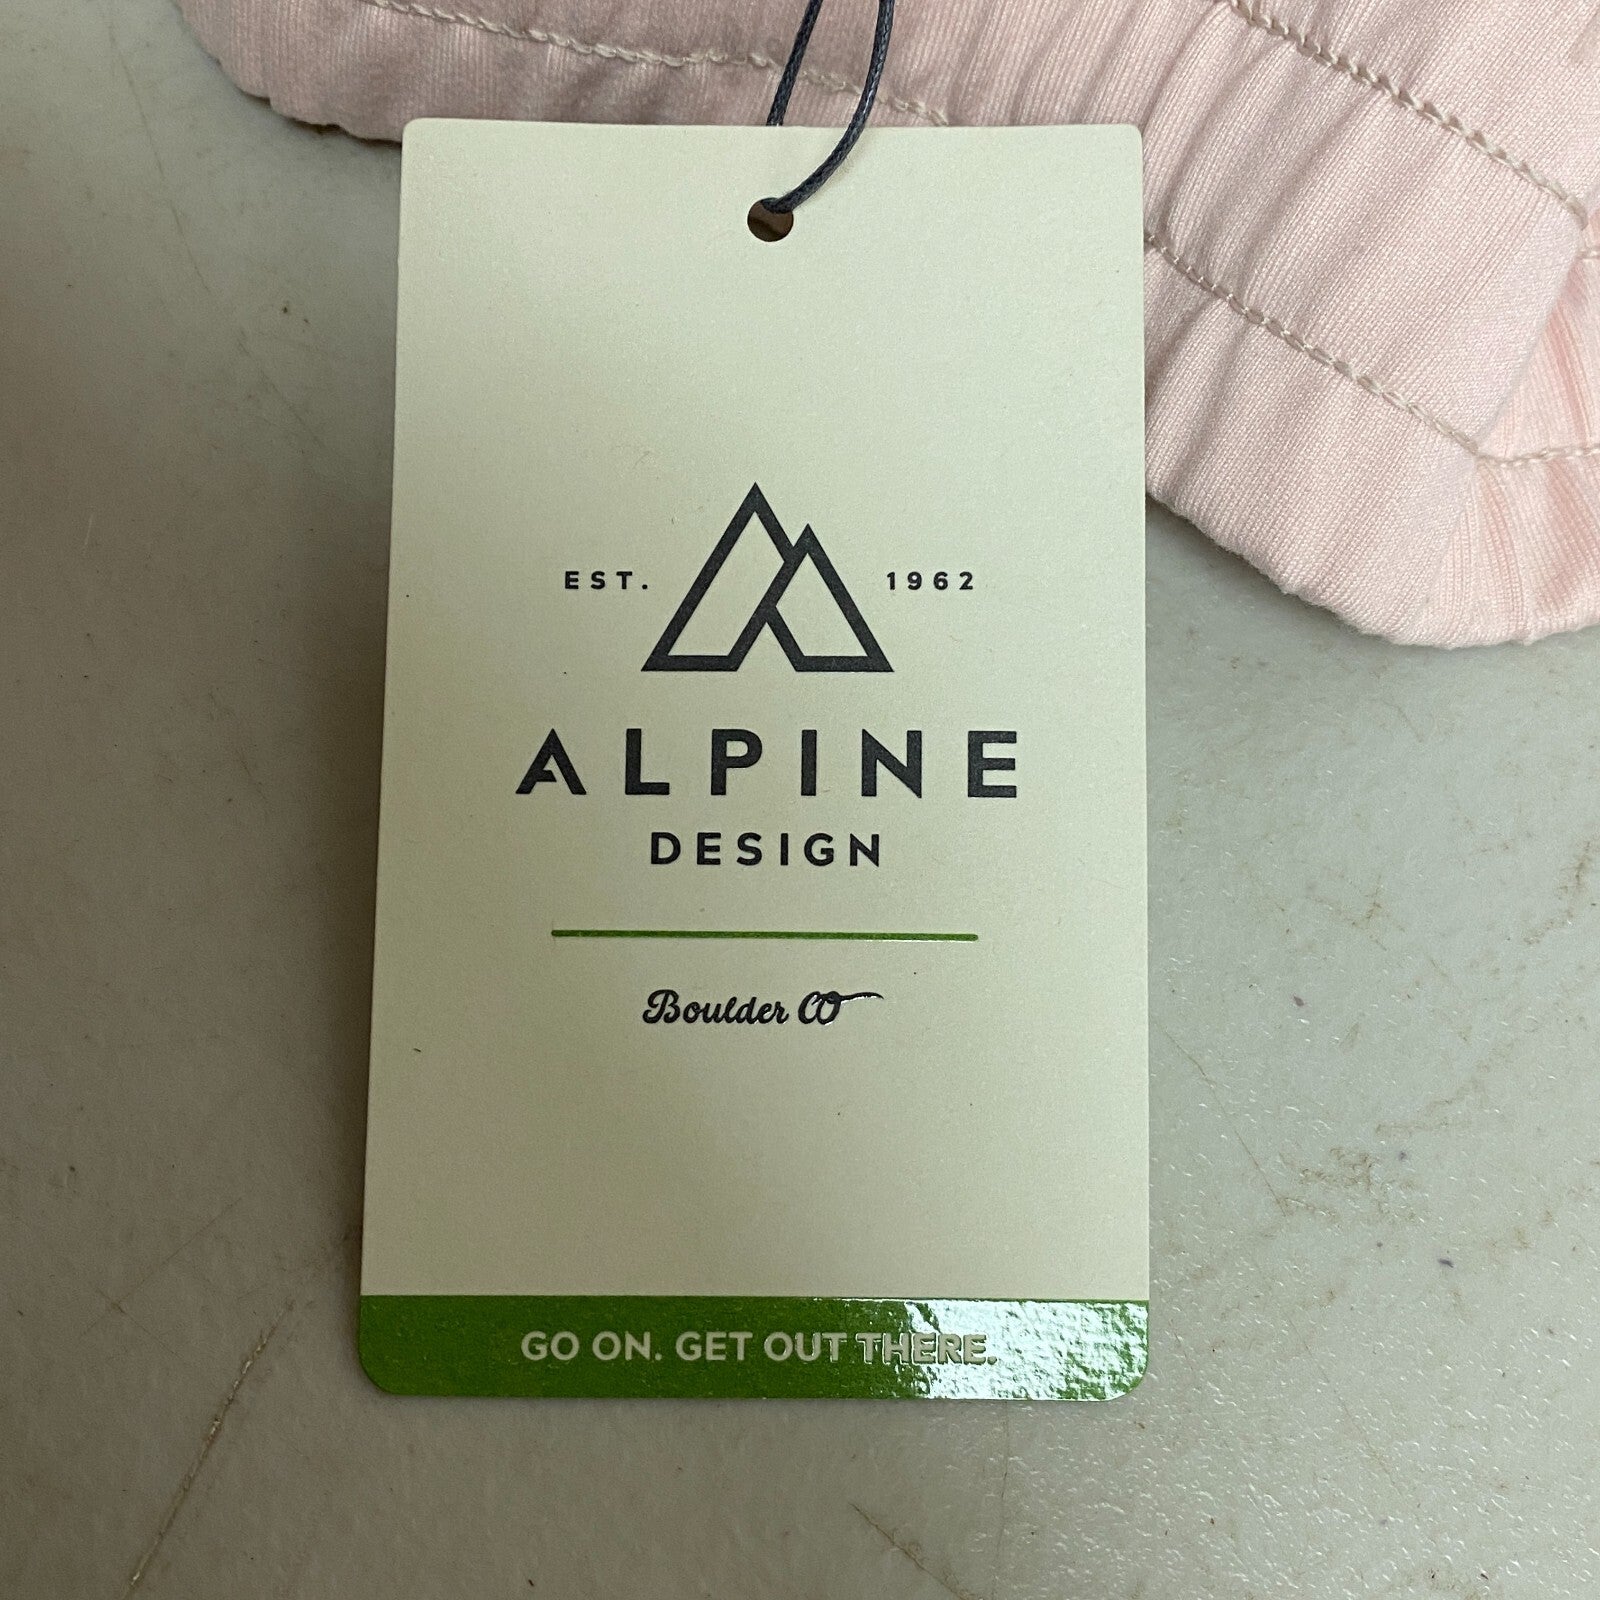 EST. 1962
ALPINE
DESIGN
Boulder CO
GO ON. GET OUT THERE.